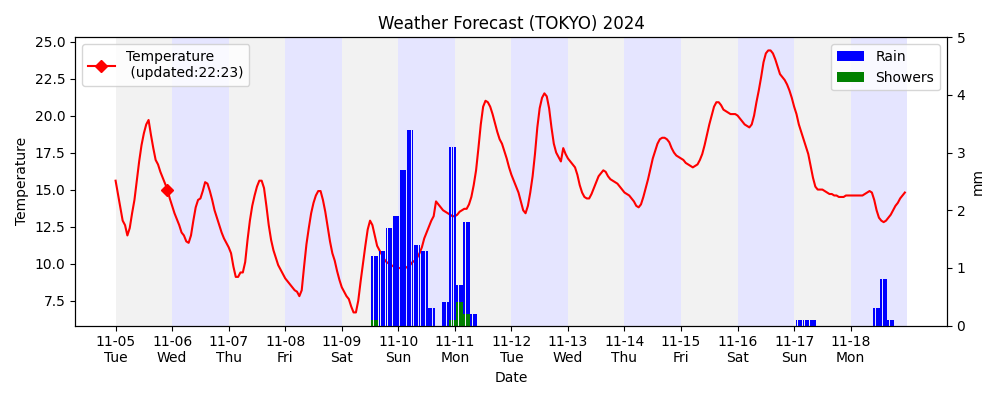 Weather Forecast (TOKYO) 2024
Temperature
(updated:22:23)
Rain
Showers
25.0
22.5
20.0
17.5
15.0
12.5
10.0
7.5
Temperature
5
4
3
2
1
0
mm
11-05 11-06 11-07 11-08 11-09 11-10 11-11 11-12 11-13 11-14 11-15 11-16 11-17 11-18
Tue Wed Thu Fri Sat Sun Mon Tue Wed Thu Fri Sat Sun Mon
Date